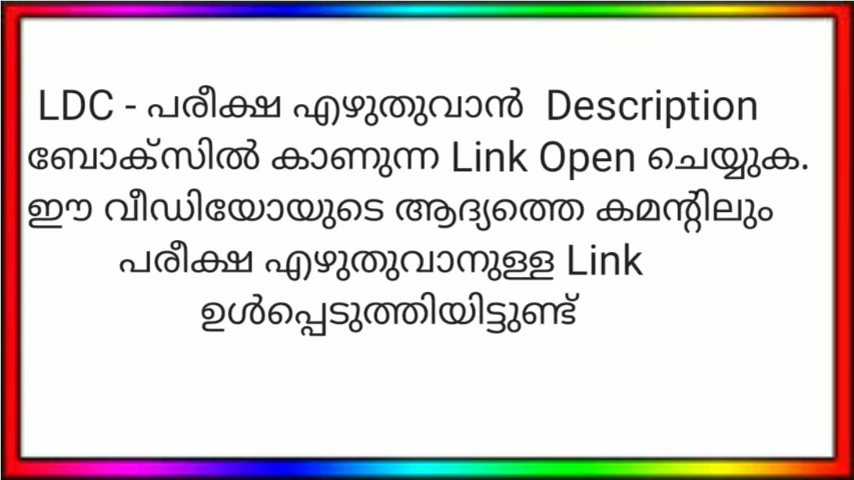 LDC - പരീക്ഷ എഴുതുവാൻ Description
ബോക്സിൽ കാണുന്ന Link Open ചെയ്യുക.
ഈ വീഡിയോയുടെ ആദ്യത്തെ കമന്റിലും
പരീക്ഷ എഴുതുവാനുള്ള Link
ഉൾപ്പെടുത്തിയിട്ടുണ്ട്